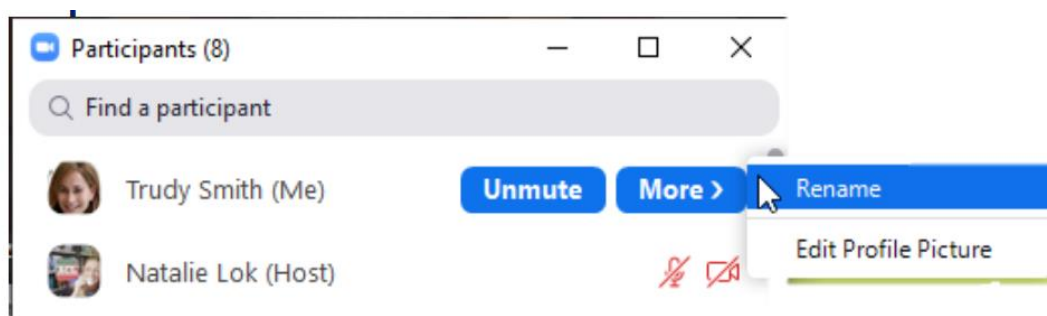 Participants (8)
Find a participant
Trudy Smith (Me)
Unmute
More >
Rename
Edit Profile Picture
Natalie Lok (Host)